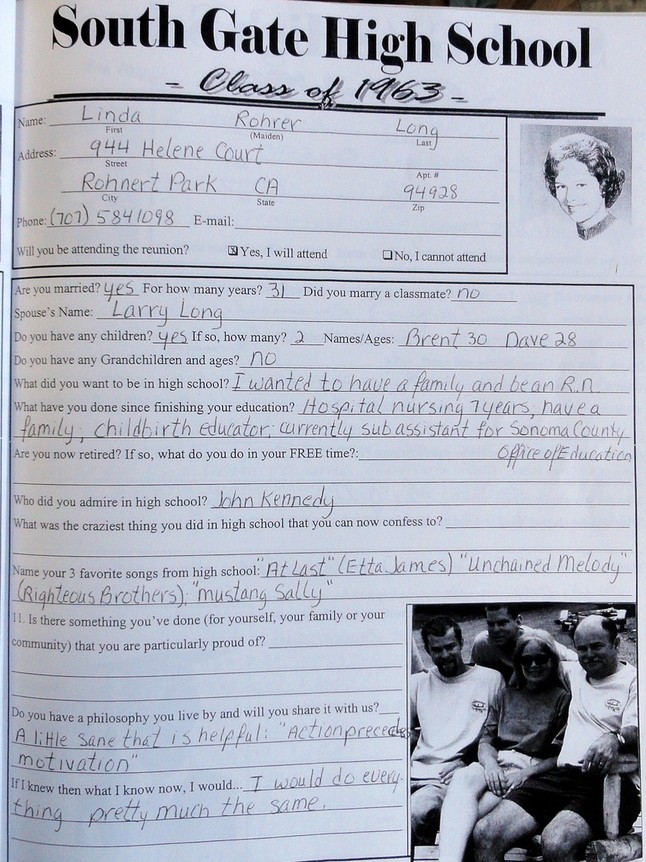 South Gate High School
- Class of 1963 -
Name: Linda Rohrer Long
First (Maiden) Last
Address: 944 Helene Court
Street Apt. #
Rohnert Park CA 94928
City State Zip
Phone: (707) 5841098 E-mail:
Will you be attending the reunion? ☒Yes, I will attend ☐No, I cannot attend
Are you married? yes For how many years? 31 Did you marry a classmate? no
Spouse's Name: Larry Long
Do you have any children? yes If so, how many? 2 Names/Ages: Brent 30 Dave 28
Do you have any Grandchildren and ages? no
What did you want to be in high school? I wanted to have a family and be an R.n.
What have you done since finishing your education? Hospital nursing 7 years, have a
family; childbirth educator; currently sub assistant for Sonoma County
Are you now retired? If so, what do you do in your FREE time?: Office of Education
Who did you admire in high school? John Kennedy
What was the craziest thing you did in high school that you can now confess to?
Name your 3 favorite songs from high school: "At Last" (Etta James) "Unchained Melody"
(Righteous Brothers); "mustang Sally"
11. Is there something you've done (for yourself, your family or your
community) that you are particularly proud of?
Do you have a philosophy you live by and will you share it with us?
A little sane that is helpful: "Action precedes
motivation"
If I knew then what I know now, I would... I would do every-
thing pretty much the same.